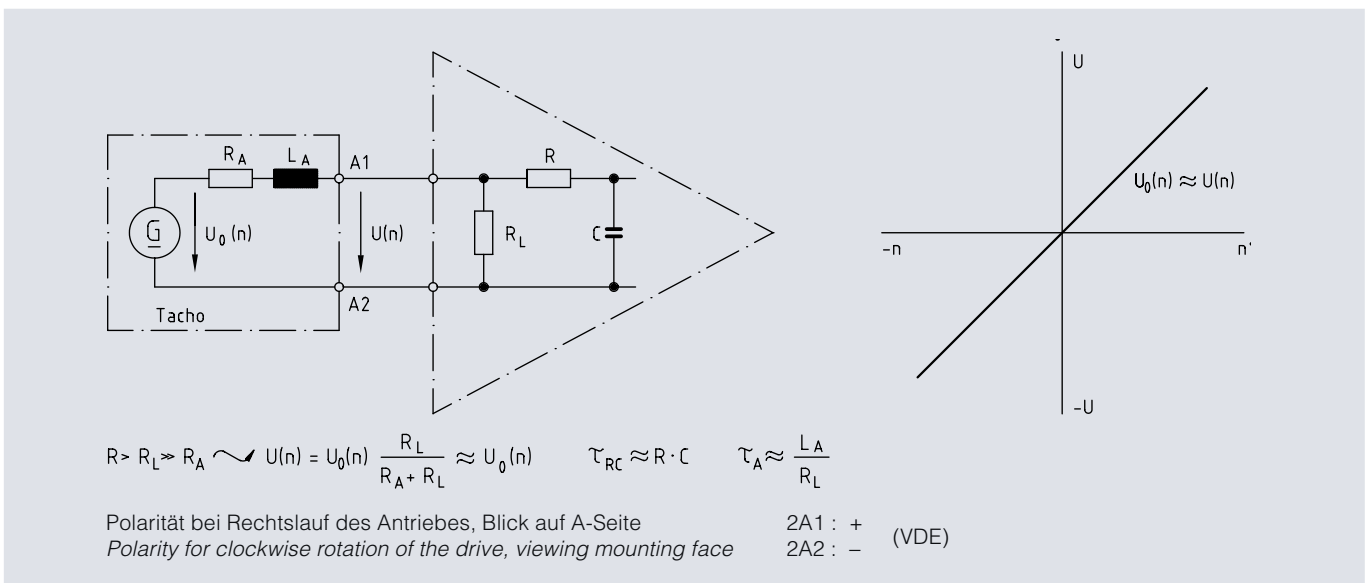 R_A
L_A
A1
G
U_0(n)
U(n)
A2
Tacho
R
R_L
C
U
U_0(n) ≈ U(n)
-n
n'
-U
R > R_L >> R_A ⤳ U(n) = U_0(n) R_L / (R_A + R_L) ≈ U_0(n) τ_RC ≈ R · C τ_A ≈ L_A / R_L
Polarität bei Rechtslauf des Antriebes, Blick auf A-Seite 2A1 : +
Polarity for clockwise rotation of the drive, viewing mounting face 2A2 : –
(VDE)